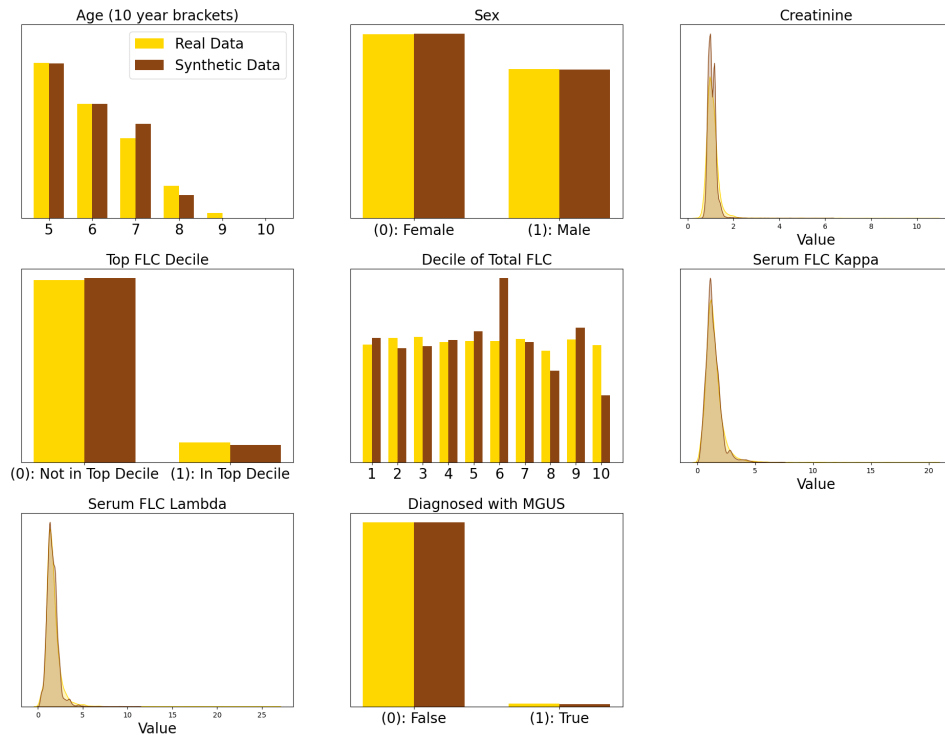 Age (10 year brackets)
Real Data
Synthetic Data
5 6 7 8 9 10
Sex
(0): Female (1): Male
Creatinine
0 2 4 6 8 10
Value
Top FLC Decile
(0): Not in Top Decile (1): In Top Decile
Decile of Total FLC
1 2 3 4 5 6 7 8 9 10
Serum FLC Kappa
0 5 10 15 20
Value
Serum FLC Lambda
0 5 10 15 20 25
Value
Diagnosed with MGUS
(0): False (1): True